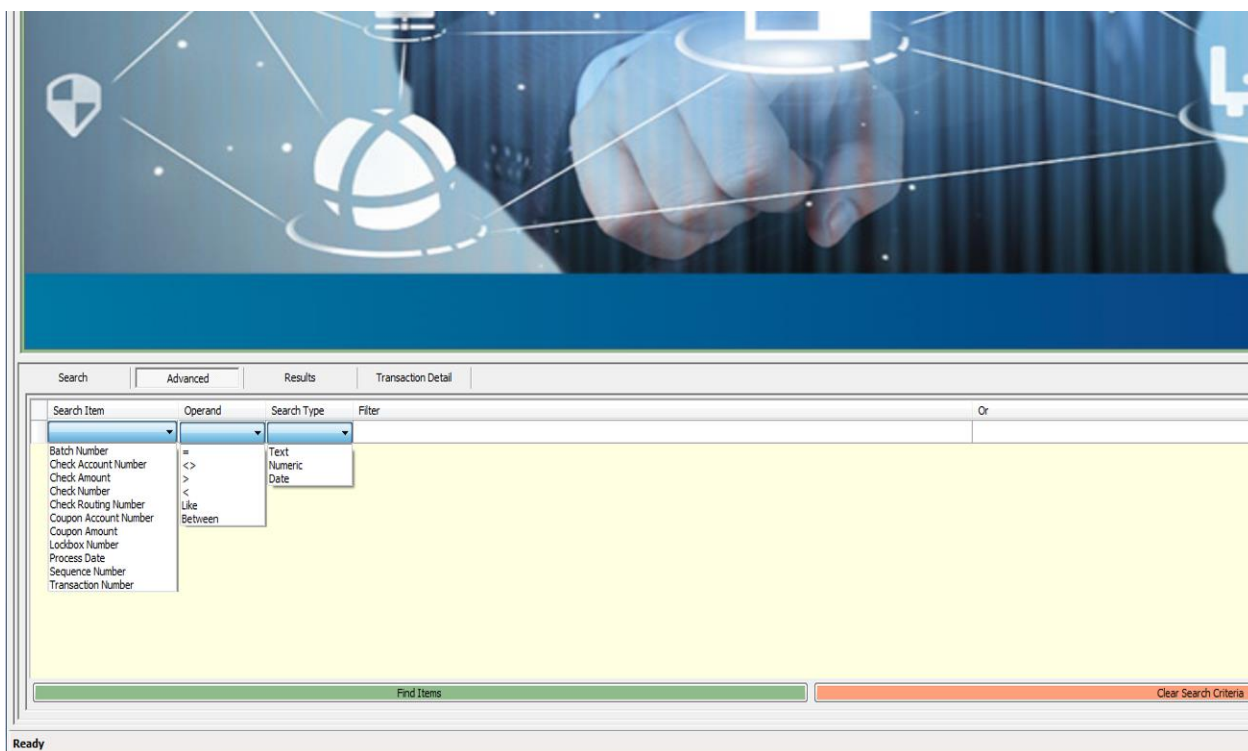 Search Advanced Results Transaction Detail
Search Item Operand Search Type Filter Or
Batch Number = Text
Check Account Number <> Numeric
Check Amount > Date
Check Number <
Check Routing Number Like
Coupon Account Number Between
Coupon Amount
Lockbox Number
Process Date
Sequence Number
Transaction Number
Find Items Clear Search Criteria
Ready